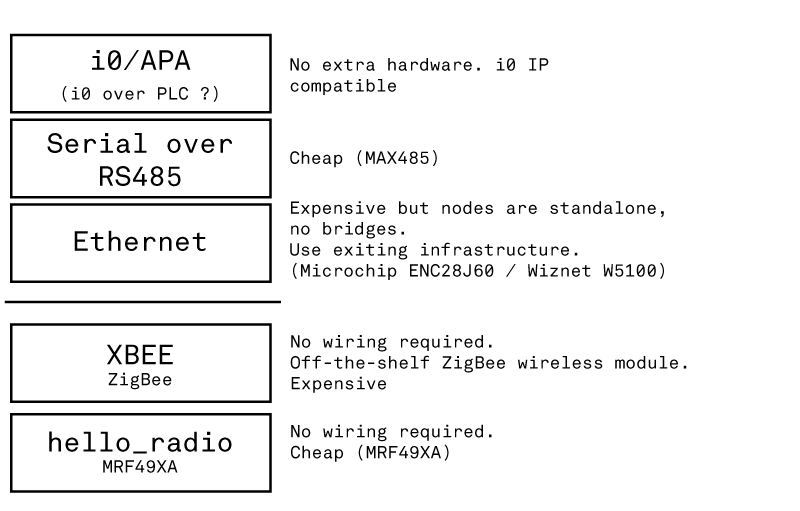 i0/APA
(i0 over PLC ?)
No extra hardware. i0 IP
compatible
Serial over
RS485
Cheap (MAX485)
Ethernet
Expensive but nodes are standalone,
no bridges.
Use exiting infrastructure.
(Microchip ENC28J60 / Wiznet W5100)
XBEE
ZigBee
No wiring required.
Off-the-shelf ZigBee wireless module.
Expensive
hello_radio
MRF49XA
No wiring required.
Cheap (MRF49XA)